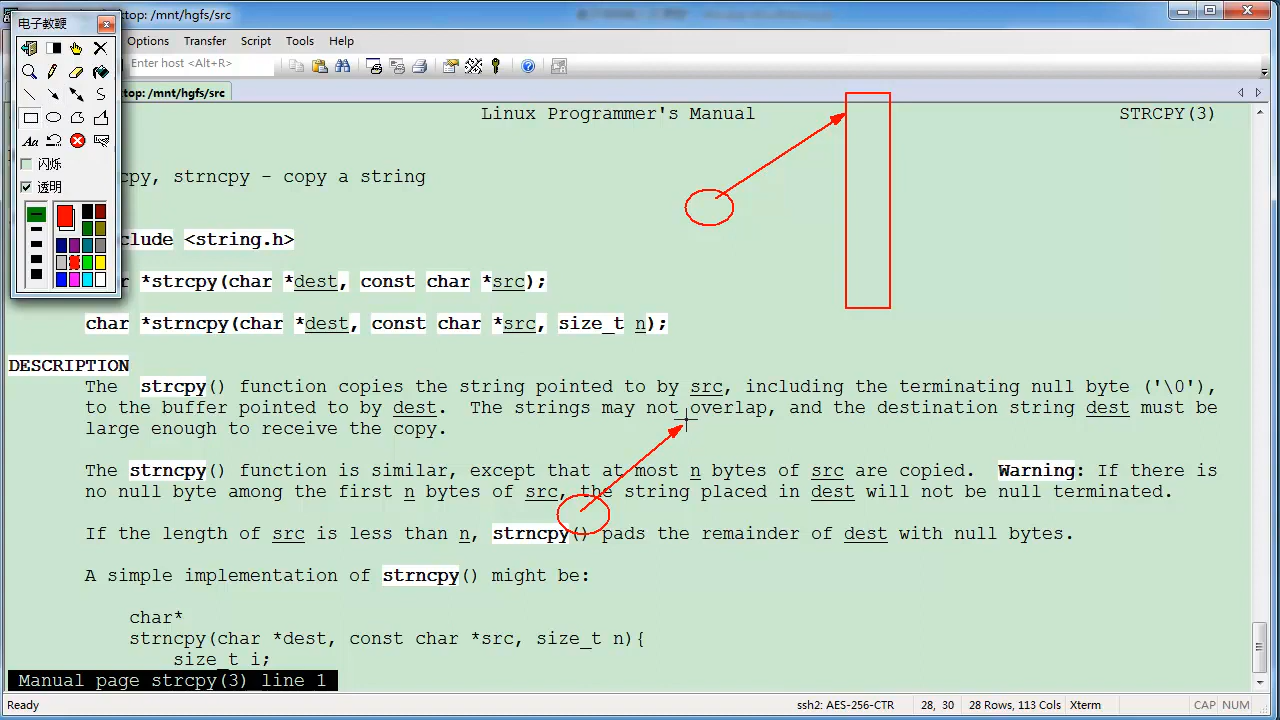 电子教鞭
top: /mnt/hgfs/src
Options Transfer Script Tools Help
Enter host <Alt+R>
top: /mnt/hgfs/src
Linux Programmer's Manual STRCPY(3)
闪烁
透明
Aa
cpy, strncpy - copy a string
clude <string.h>
r *strcpy(char *dest, const char *src);
char *strncpy(char *dest, const char *src, size_t n);
DESCRIPTION
The strcpy() function copies the string pointed to by src, including the terminating null byte ('\0'),
to the buffer pointed to by dest. The strings may not overlap, and the destination string dest must be
large enough to receive the copy.
The strncpy() function is similar, except that at most n bytes of src are copied. Warning: If there is
no null byte among the first n bytes of src, the string placed in dest will not be null terminated.
If the length of src is less than n, strncpy() pads the remainder of dest with null bytes.
A simple implementation of strncpy() might be:
char*
strncpy(char *dest, const char *src, size_t n){
size_t i;
Manual page strcpy(3) line 1
Ready ssh2: AES-256-CTR 28, 30 28 Rows, 113 Cols Xterm CAP NUM